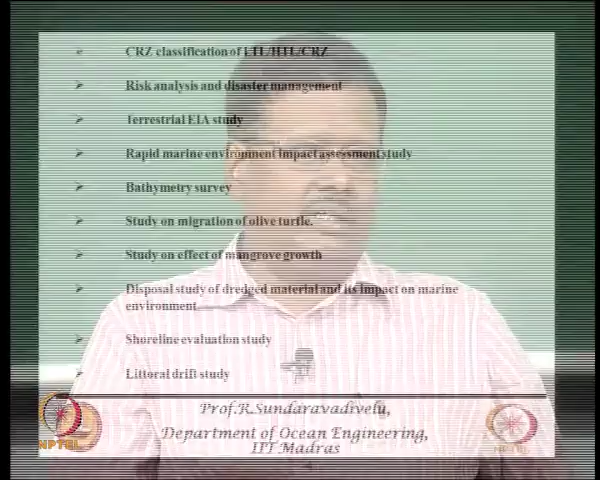 CRZ classification of LTL/HTL/CRZ
Risk analysis and disaster management
Terrestrial EIA study
Rapid marine environment impact assessment study
Bathymetry survey
Study on migration of olive turtle.
Study on effect of mangrove growth
Disposal study of dredged material and its impact on marine
environment
Shoreline evaluation study
Littoral drift study
Prof.R.Sundaravadivelu,
Department of Ocean Engineering,
IIT Madras
NPTEL
NPTEL